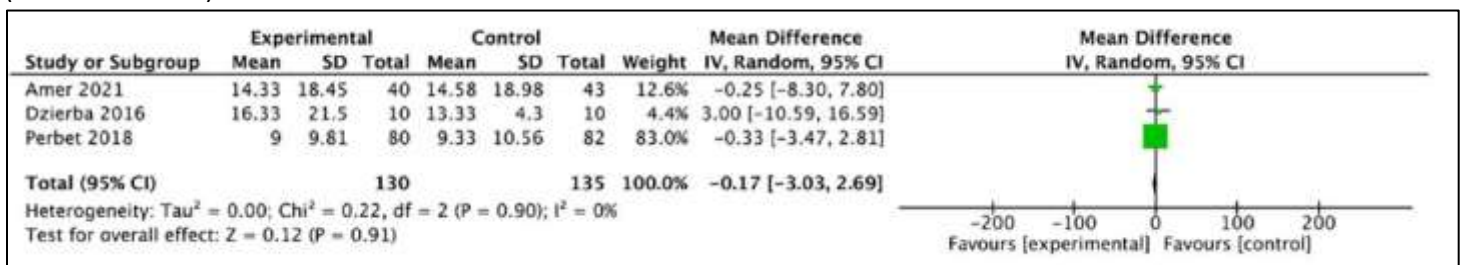 Experimental Control Mean Difference Mean Difference
Study or Subgroup Mean SD Total Mean SD Total Weight IV, Random, 95% CI IV, Random, 95% CI
Amer 2021 14.33 18.45 40 14.58 18.98 43 12.6% -0.25 [-8.30, 7.80]
Dzierba 2016 16.33 21.5 10 13.33 4.3 10 4.4% 3.00 [-10.59, 16.59]
Perbet 2018 9 9.81 80 9.33 10.56 82 83.0% -0.33 [-3.47, 2.81]
Total (95% CI) 130 135 100.0% -0.17 [-3.03, 2.69]
Heterogeneity: Tau² = 0.00; Chi² = 0.22, df = 2 (P = 0.90); I² = 0%
Test for overall effect: Z = 0.12 (P = 0.91)
-200 -100 0 100 200
Favours [experimental] Favours [control]